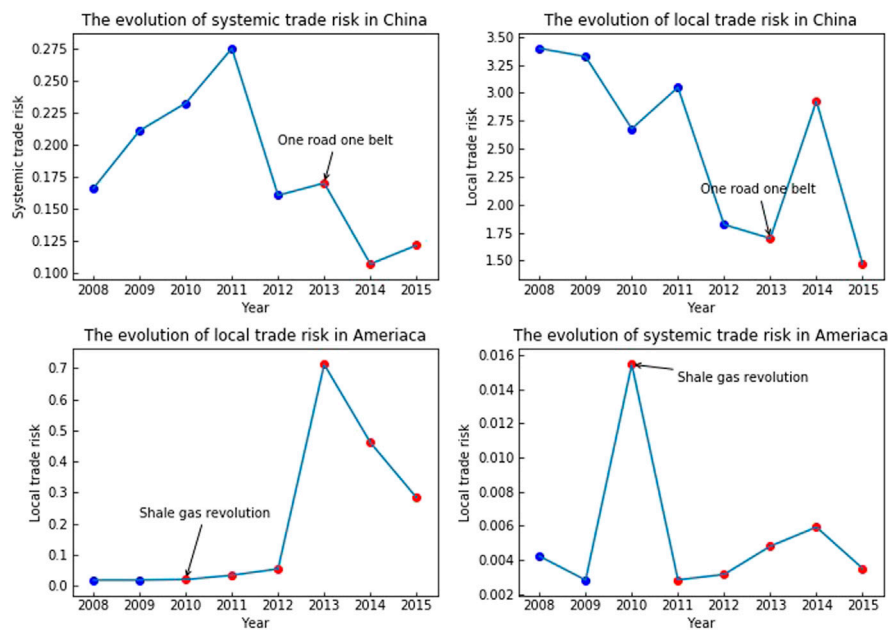 The evolution of systemic trade risk in China
0.275
0.250
0.225
0.200
0.175
0.150
0.125
0.100
Systemic trade risk
One road one belt
2008 2009 2010 2011 2012 2013 2014 2015
Year
The evolution of local trade risk in China
3.50
3.25
3.00
2.75
2.50
2.25
2.00
1.75
1.50
Local trade risk
One road one belt
2008 2009 2010 2011 2012 2013 2014 2015
Year
The evolution of local trade risk in Ameriaca
0.7
0.6
0.5
0.4
0.3
0.2
0.1
0.0
Local trade risk
Shale gas revolution
2008 2009 2010 2011 2012 2013 2014 2015
Year
The evolution of systemic trade risk in Ameriaca
0.016
0.014
0.012
0.010
0.008
0.006
0.004
0.002
Local trade risk
Shale gas revolution
2008 2009 2010 2011 2012 2013 2014 2015
Year